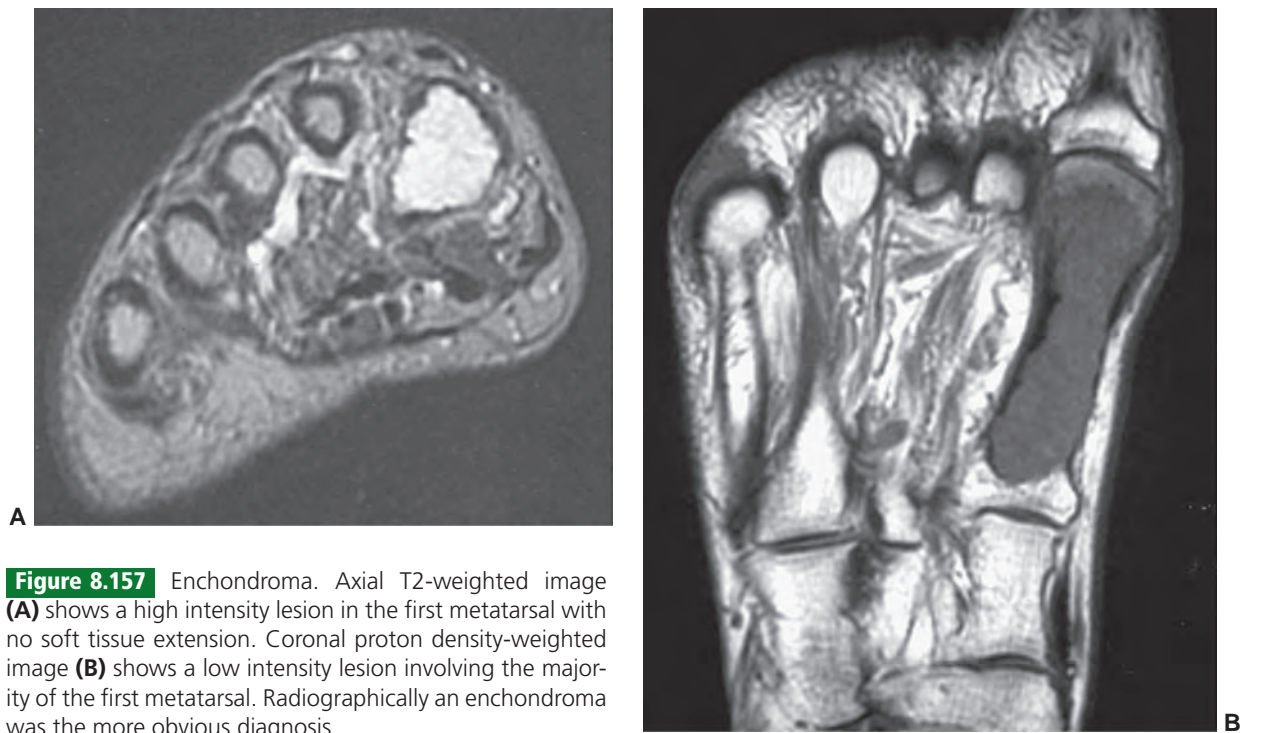 A
B
Figure 8.157 Enchondroma. Axial T2-weighted image
(A) shows a high intensity lesion in the first metatarsal with
no soft tissue extension. Coronal proton density-weighted
image (B) shows a low intensity lesion involving the major-
ity of the first metatarsal. Radiographically an enchondroma
was the more obvious diagnosis